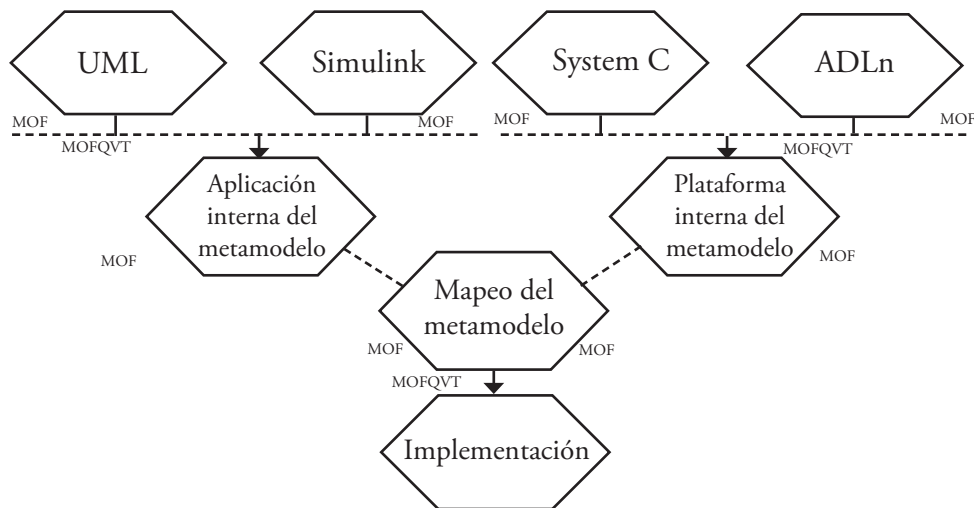 UML
Simulink
System C
ADLn
MOF
MOF
MOF
MOF
MOFQVT
MOFQVT
Aplicación
interna del
metamodelo
Plataforma
interna del
metamodelo
MOF
MOF
Mapeo del
metamodelo
MOF
MOF
MOFQVT
Implementación